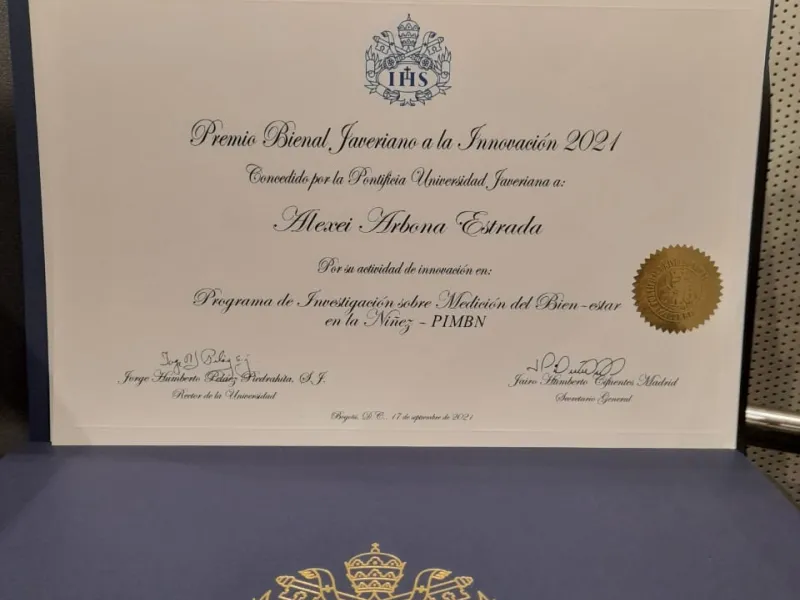 IHS
Premio Bienal Javeriano a la Innovación 2021
Concedido por la Pontificia Universidad Javeriana a:
Alexei Arbona Estrada
Por su actividad de innovación en:
Programa de Investigación sobre Medición del Bien-estar
en la Niñez - PIMBN
Jorge Humberto Peláez Piedrahita, S.J.
Rector de la Universidad
Jairo Humberto Cifuentes Madrid
Secretario General
Bogotá, D.C., 17 de septiembre de 2021